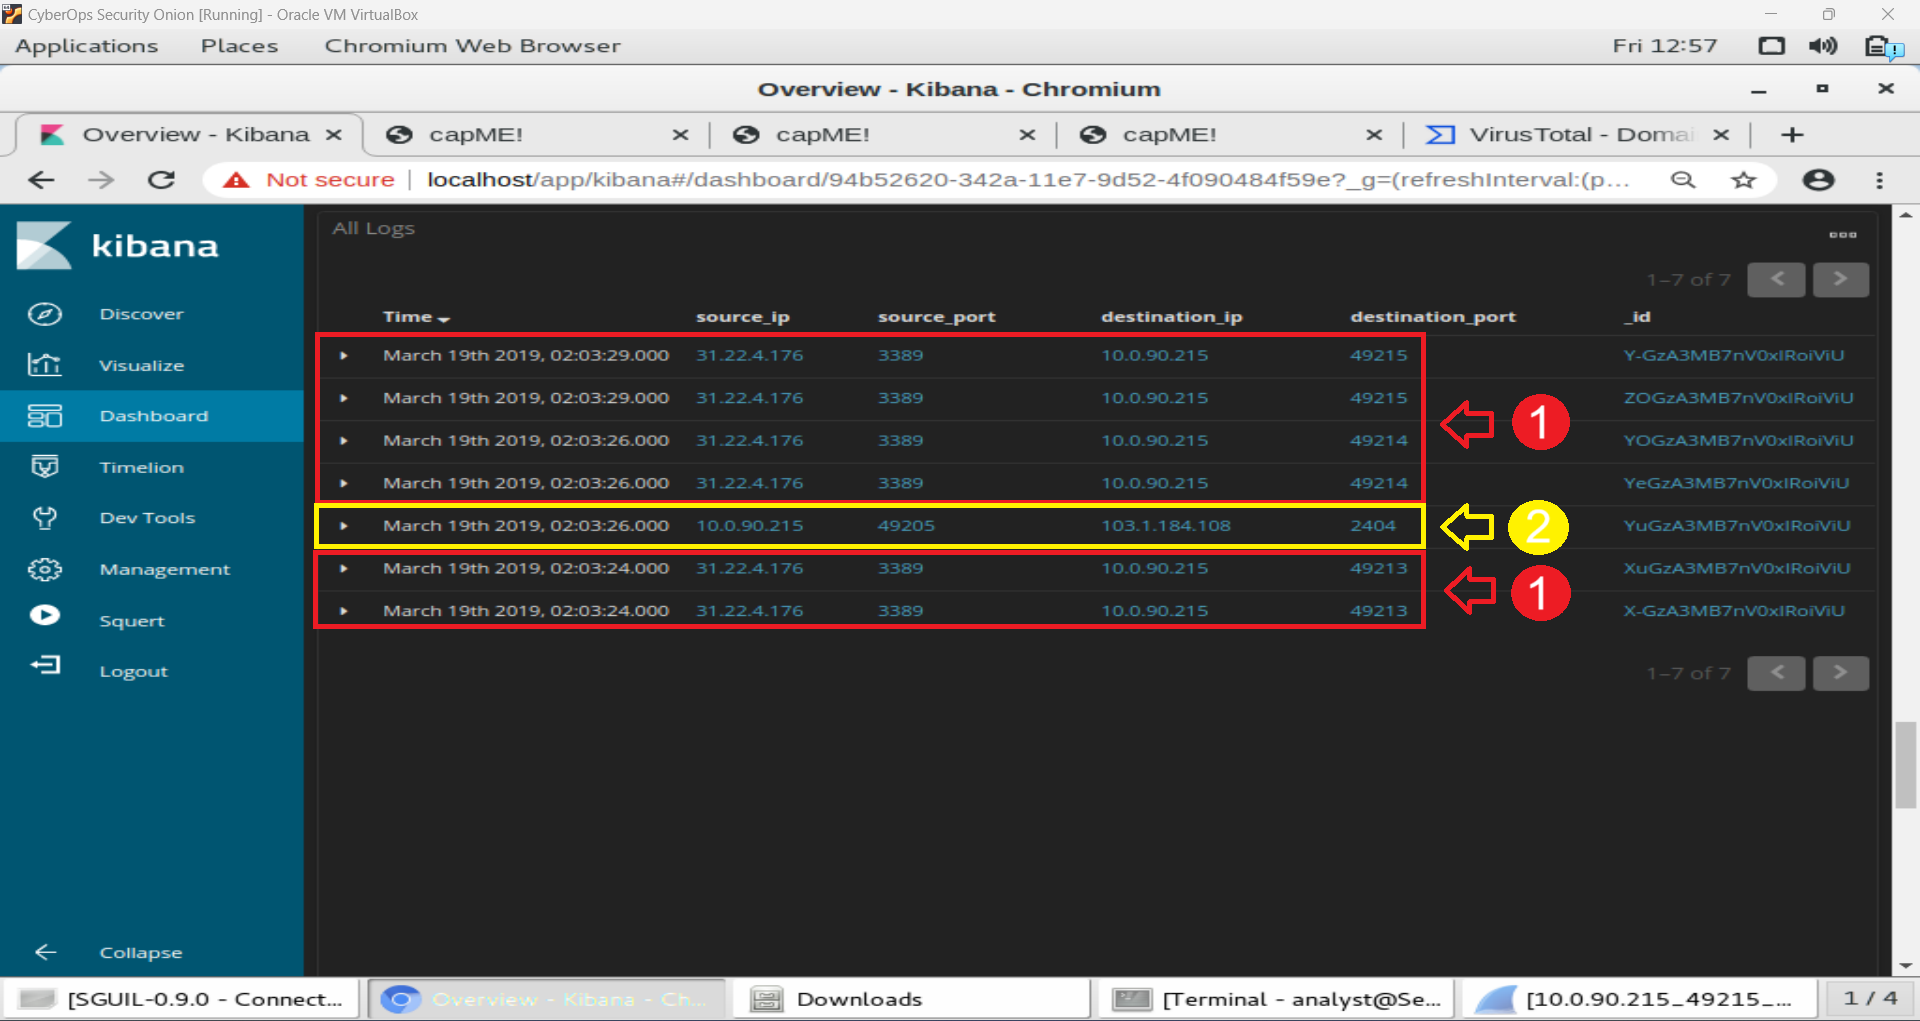 CyberOps Security Onion [Running] - Oracle VM VirtualBox
Applications Places Chromium Web Browser Fri 12:57
Overview - Kibana - Chromium
Overview - Kibana capME! capME! capME! VirusTotal - Domai
Not secure localhost/app/kibana#/dashboard/94b52620-342a-11e7-9d52-4f090484f59e?_g=(refreshInterval:(p...
kibana
Discover
Visualize
Dashboard
Timelion
Dev Tools
Management
Squert
Logout
Collapse
All Logs
1–7 of 7 < >
Time source_ip source_port destination_ip destination_port _id
March 19th 2019, 02:03:29.000 31.22.4.176 3389 10.0.90.215 49215 Y-GzA3MB7nV0xIRoiViU
March 19th 2019, 02:03:29.000 31.22.4.176 3389 10.0.90.215 49215 ZOGzA3MB7nV0xIRoiViU
1
March 19th 2019, 02:03:26.000 31.22.4.176 3389 10.0.90.215 49214 YOGzA3MB7nV0xIRoiViU
March 19th 2019, 02:03:26.000 31.22.4.176 3389 10.0.90.215 49214 YeGzA3MB7nV0xIRoiViU
March 19th 2019, 02:03:26.000 10.0.90.215 49205 103.1.184.108 2404 2 YuGzA3MB7nV0xIRoiViU
March 19th 2019, 02:03:24.000 31.22.4.176 3389 10.0.90.215 49213 XuGzA3MB7nV0xIRoiViU
1
March 19th 2019, 02:03:24.000 31.22.4.176 3389 10.0.90.215 49213 X-GzA3MB7nV0xIRoiViU
1–7 of 7 < >
[SGUIL-0.9.0 - Connect... Overview - Kibana - Ch... Downloads [Terminal - analyst@Se... [10.0.90.215_49215_... 1 / 4